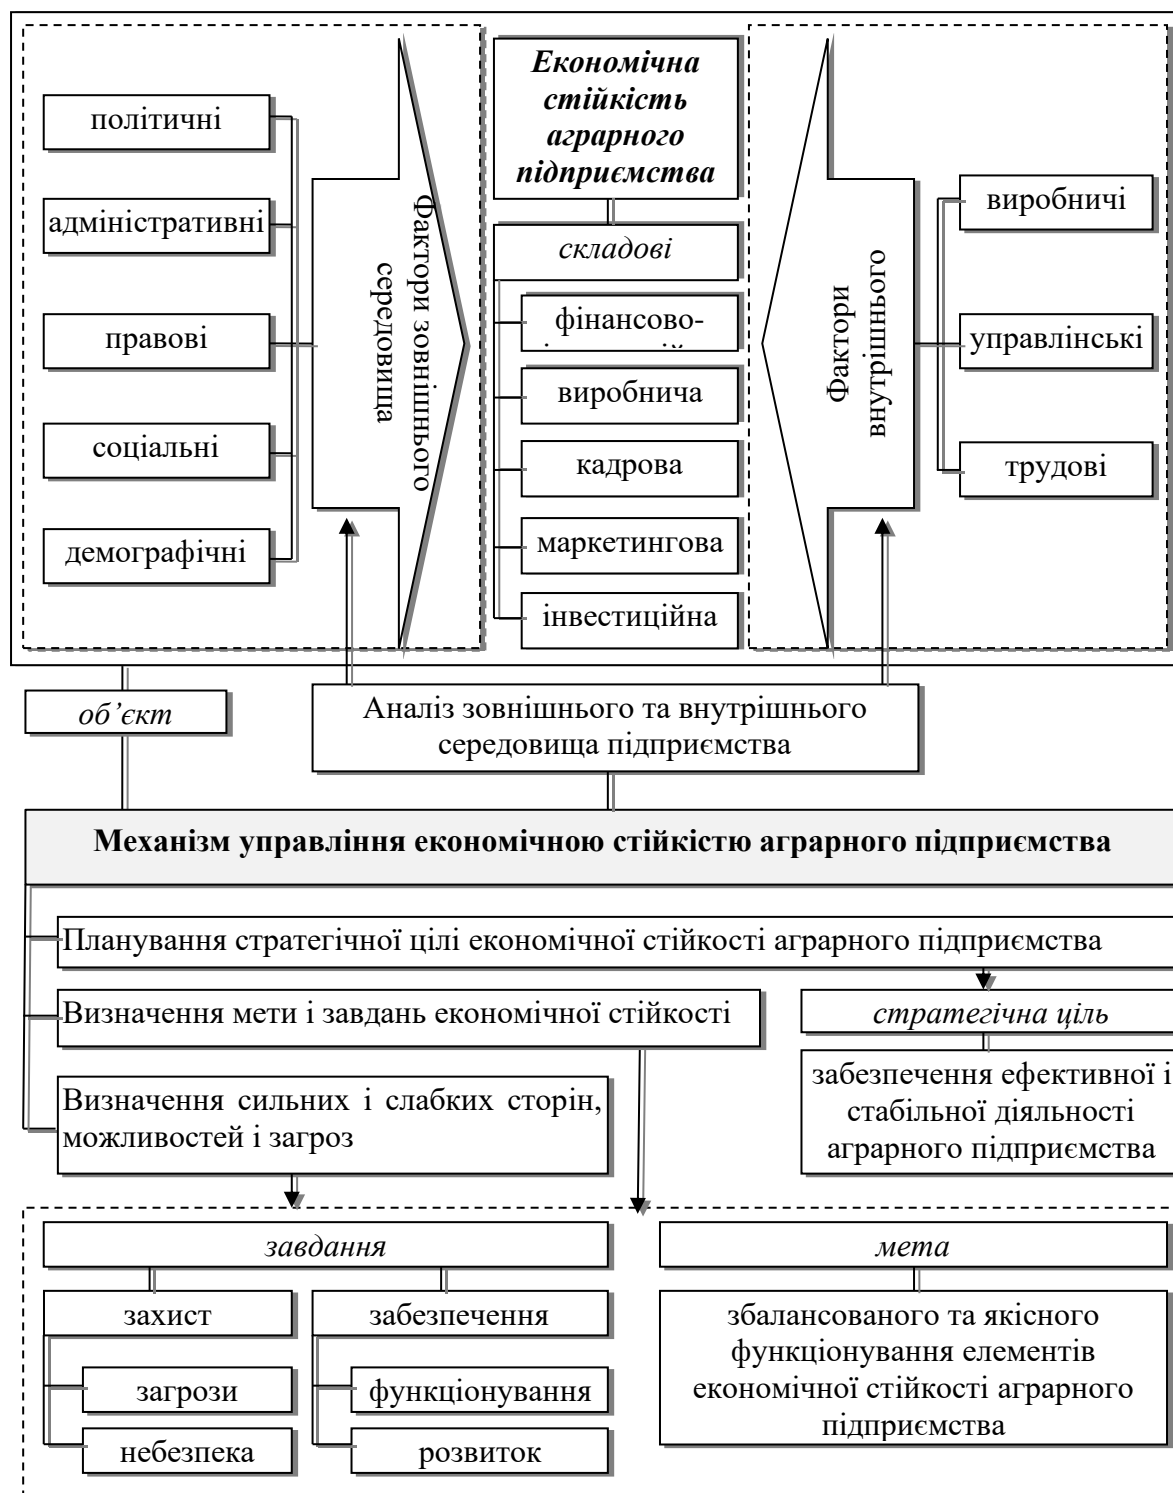 політичні
адміністративні
правові
соціальні
демографічні
Фактори зовнішнього
середовища
Економічна
стійкість
аграрного
підприємства
складові
фінансово-
виробнича
кадрова
маркетингова
інвестиційна
Фактори
внутрішнього
виробничі
управлінські
трудові
об’єкт
Аналіз зовнішнього та внутрішнього
середовища підприємства
Механізм управління економічною стійкістю аграрного підприємства
Планування стратегічної цілі економічної стійкості аграрного підприємства
Визначення мети і завдань економічної стійкості
стратегічна ціль
забезпечення ефективної і
стабільної діяльності
аграрного підприємства
Визначення сильних і слабких сторін,
можливостей і загроз
завдання
захист
загрози
небезпека
забезпечення
функціонування
розвиток
мета
збалансованого та якісного
функціонування елементів
економічної стійкості аграрного
підприємства